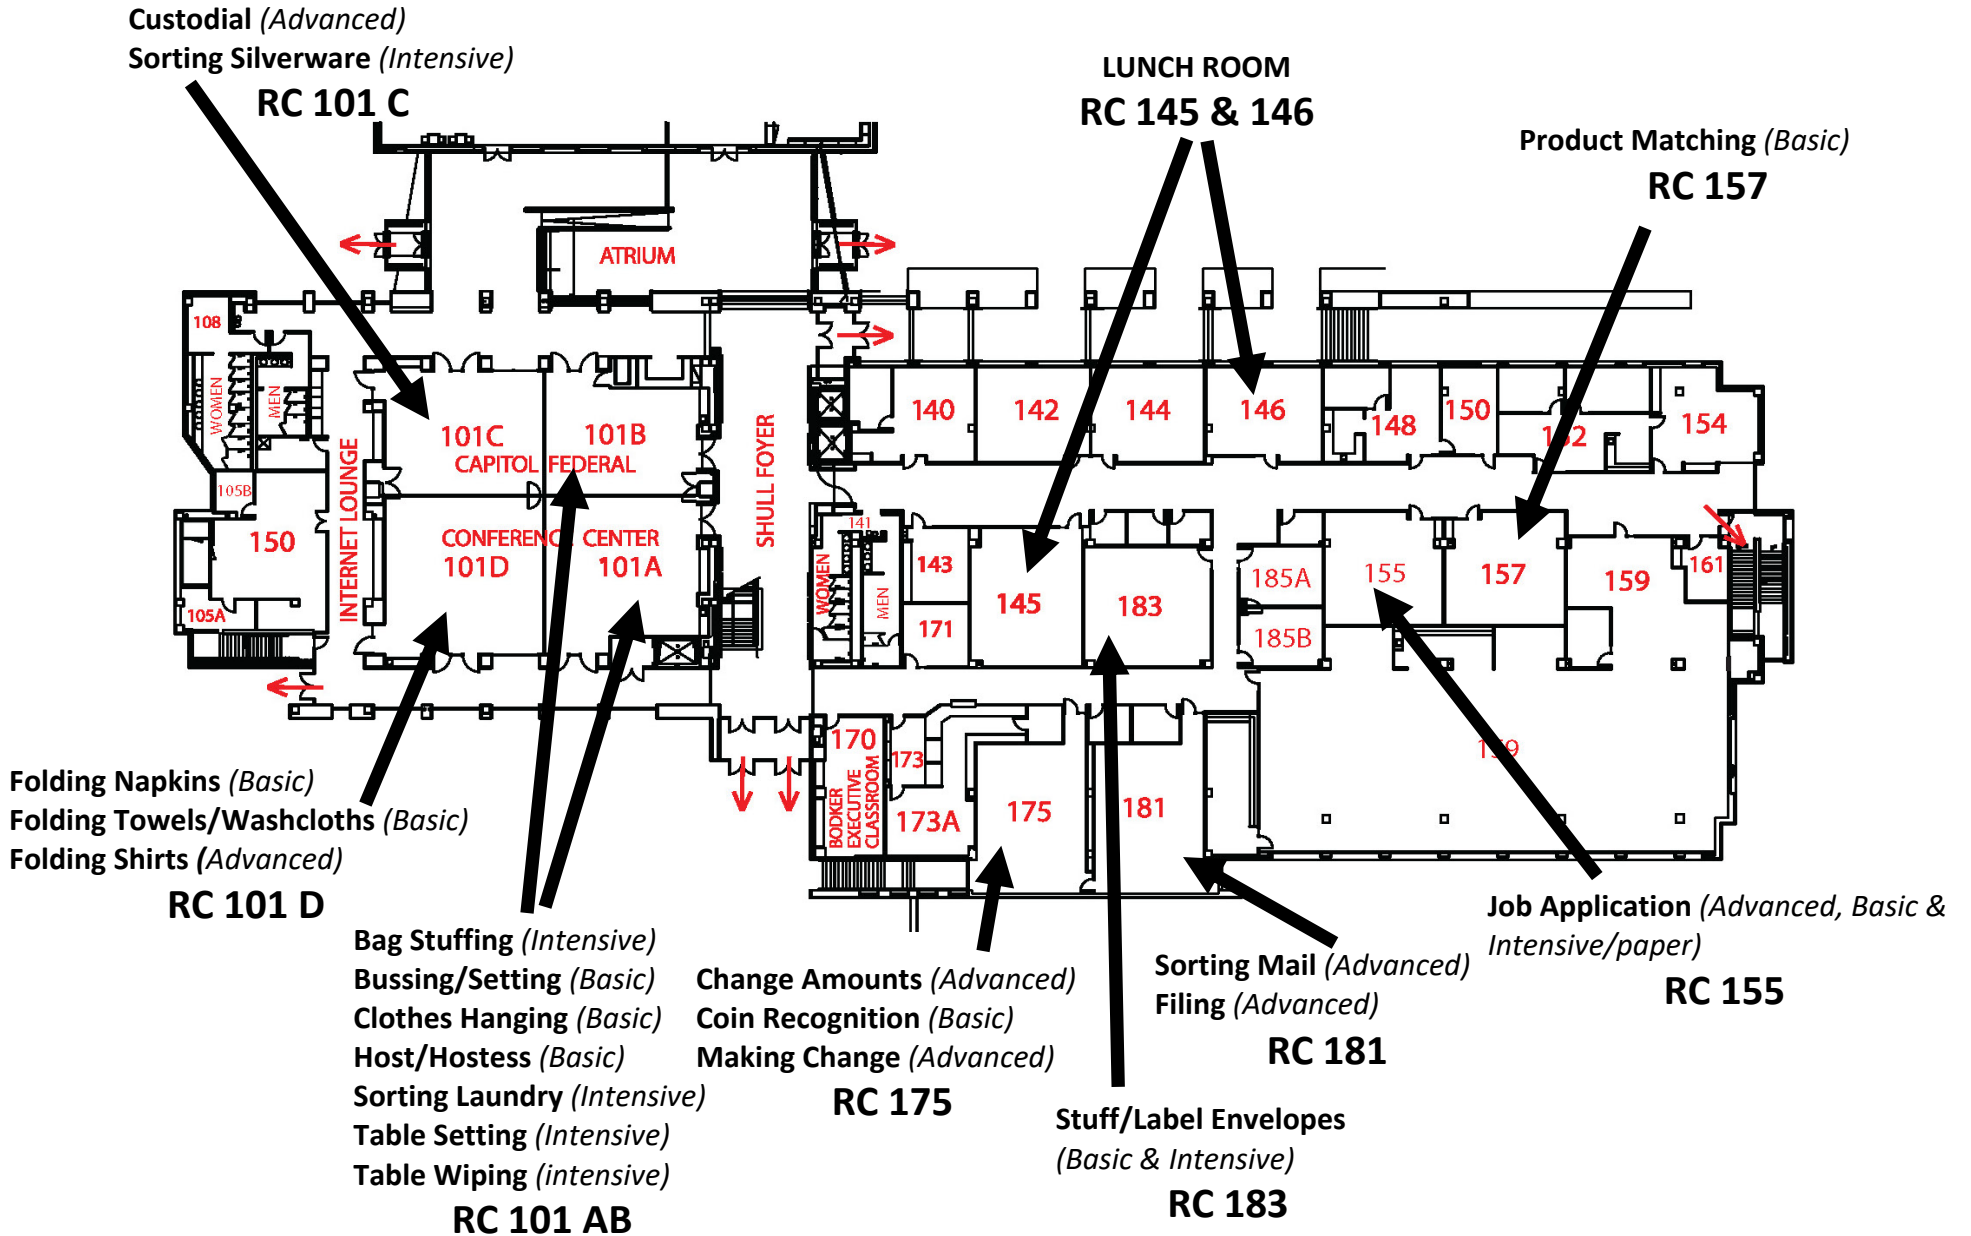 Custodial (Advanced)
Sorting Silverware (Intensive)
RC 101 C
LUNCH ROOM
RC 145 & 146
Product Matching (Basic)
RC 157
ATRIUM
108
WOMEN
MEN
INTERNET LOUNGE
105B
150
105A
101C
101B
CAPITOL FEDERAL
CONFERENCE CENTER
101D
101A
SHULL FOYER
140
142
144
146
148
150
152
154
141
WOMEN
MEN
143
171
145
183
185A
185B
155
157
159
161
159
170
BODKER
EXECUTIVE
CLASSROOM
173
173A
175
181
Folding Napkins (Basic)
Folding Towels/Washcloths (Basic)
Folding Shirts (Advanced)
RC 101 D
Bag Stuffing (Intensive)
Bussing/Setting (Basic)
Clothes Hanging (Basic)
Host/Hostess (Basic)
Sorting Laundry (Intensive)
Table Setting (Intensive)
Table Wiping (intensive)
RC 101 AB
Change Amounts (Advanced)
Coin Recognition (Basic)
Making Change (Advanced)
RC 175
Stuff/Label Envelopes
(Basic & Intensive)
RC 183
Sorting Mail (Advanced)
Filing (Advanced)
RC 181
Job Application (Advanced, Basic &
Intensive/paper)
RC 155